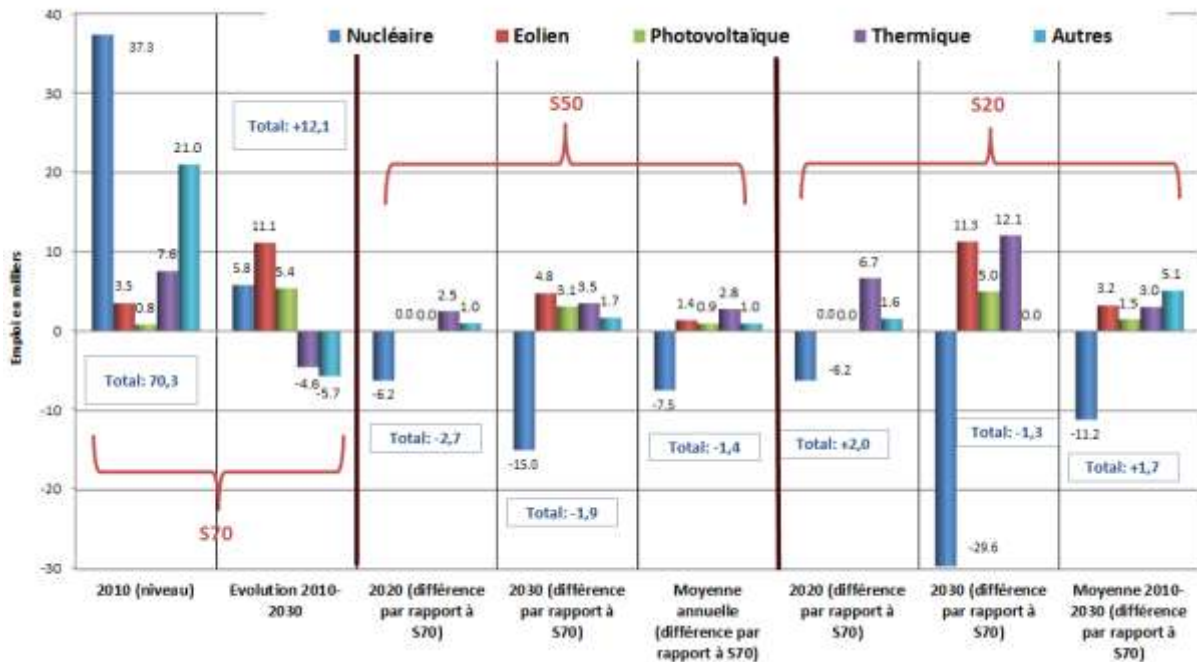 40
30
20
10
0
-10
-20
-30
Emploi en milliers
Nucléaire
Eolien
Photovoltaïque
Thermique
Autres
S50
S20
S70
37.3
3.5
0.8
7.6
21.0
Total: 70,3
Total: +12,1
5.8
11.1
5.4
-4.6
-5.7
-6.2
0.0
0.0
2.5
1.0
Total: -2,7
-15.0
4.8
3.1
3.5
1.7
Total: -1,9
-7.5
1.4
0.9
2.8
1.0
Total: -1,4
-6.2
0.0
0.0
6.7
1.6
Total: +2,0
-29.6
11.3
5.0
12.1
0.0
Total: -1,3
-11.2
3.2
1.5
3.0
5.1
Total: +1,7
2010 (niveau)
Evolution 2010-
2030
2020 (différence
par rapport à
S70)
2030 (différence
par rapport à
S70)
Moyenne
annuelle
(différence par
rapport à S70)
2020 (différence
par rapport à
S70)
2030 (différence
par rapport à
S70)
Moyenne 2010-
2030 (différence
par rapport à
S70)